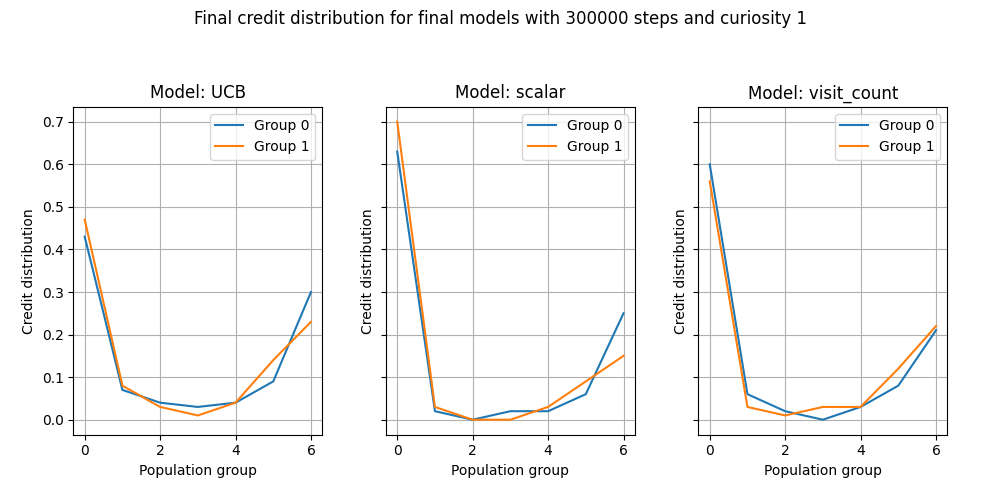 Final credit distribution for final models with 300000 steps and curiosity 1
Model: UCB
Model: scalar
Model: visit_count
Group 0
Group 1
Group 0
Group 1
Group 0
Group 1
0.7
0.6
0.5
0.4
0.3
0.2
0.1
0.0
Credit distribution
Credit distribution
Credit distribution
0 2 4 6
0 2 4 6
0 2 4 6
Population group
Population group
Population group